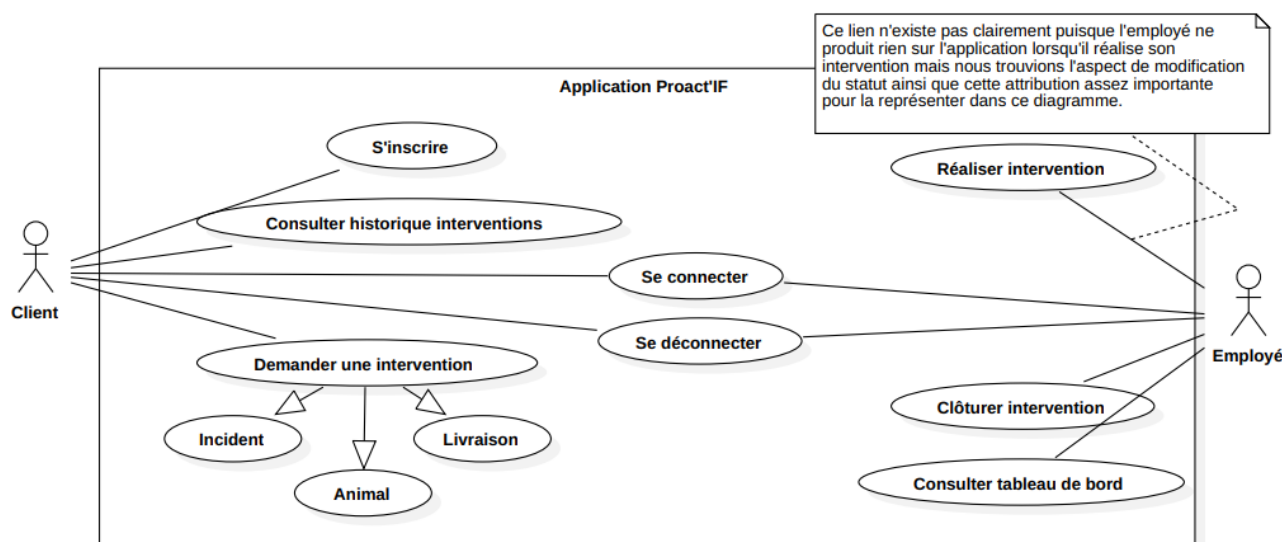 Ce lien n'existe pas clairement puisque l'employé ne
produit rien sur l'application lorsqu'il réalise son
intervention mais nous trouvions l'aspect de modification
du statut ainsi que cette attribution assez importante
pour la représenter dans ce diagramme.
Application Proact'IF
S'inscrire
Réaliser intervention
Consulter historique interventions
Se connecter
Client
Se déconnecter
Employé
Demander une intervention
Clôturer intervention
Incident
Livraison
Consulter tableau de bord
Animal